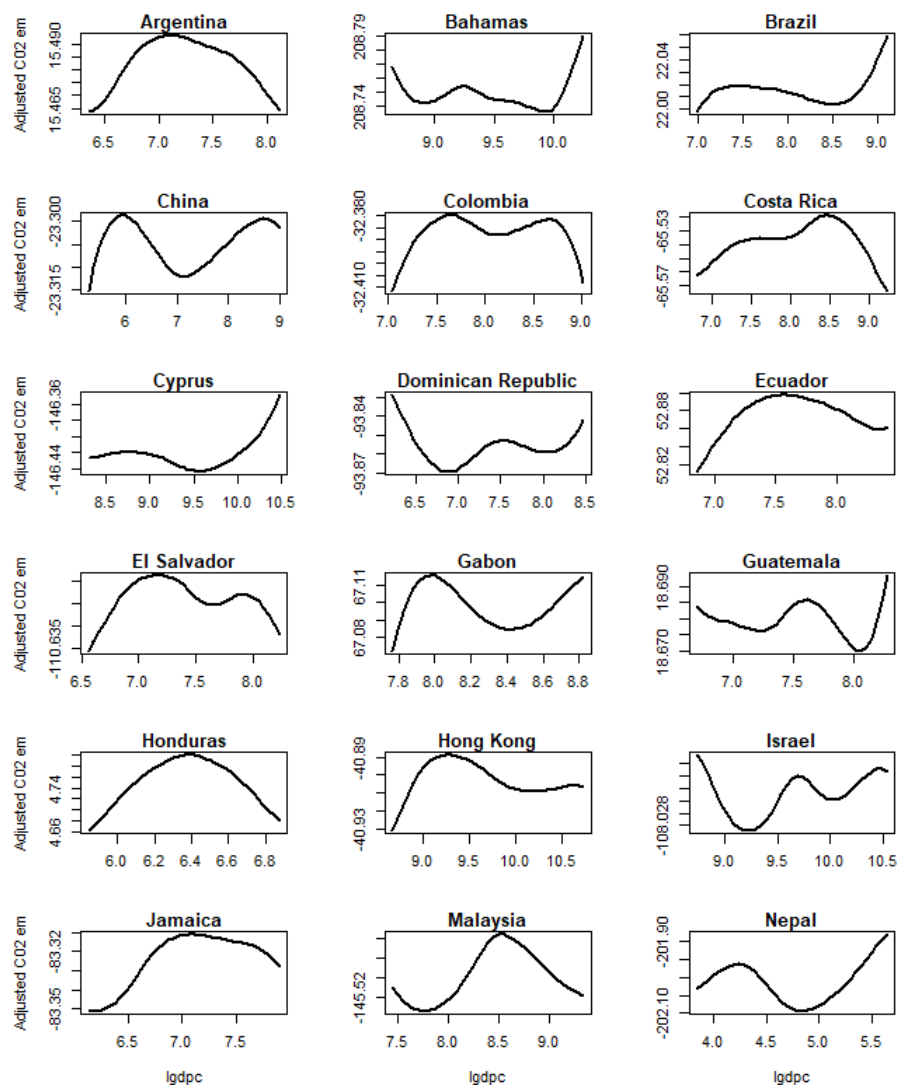 Argentina Bahamas Brazil
Adjusted C02 em 15.465 15.490 208.74 208.79 22.00 22.04
6.5 7.0 7.5 8.0 9.0 9.5 10.0 7.0 7.5 8.0 8.5 9.0
China Colombia Costa Rica
Adjusted C02 em -23.315 -23.300 -32.410 -32.380 -65.57 -65.53
6 7 8 9 7.0 7.5 8.0 8.5 9.0 7.0 7.5 8.0 8.5 9.0
Cyprus Dominican Republic Ecuador
Adjusted C02 em -146.44 -146.36 -93.87 -93.84 52.82 52.88
8.5 9.0 9.5 10.0 10.5 6.5 7.0 7.5 8.0 8.5 7.0 7.5 8.0
El Salvador Gabon Guatemala
Adjusted C02 em -110.635 67.08 67.11 18.670 18.690
6.5 7.0 7.5 8.0 7.8 8.0 8.2 8.4 8.6 8.8 7.0 7.5 8.0
Honduras Hong Kong Israel
Adjusted C02 em 4.66 4.74 -40.93 -40.89 -108.028
6.0 6.2 6.4 6.6 6.8 9.0 9.5 10.0 10.5 9.0 9.5 10.0 10.5
Jamaica Malaysia Nepal
Adjusted C02 em -83.35 -83.32 -145.52 -202.10 -201.90
6.5 7.0 7.5 7.5 8.0 8.5 9.0 4.0 4.5 5.0 5.5
lgdpc lgdpc lgdpc